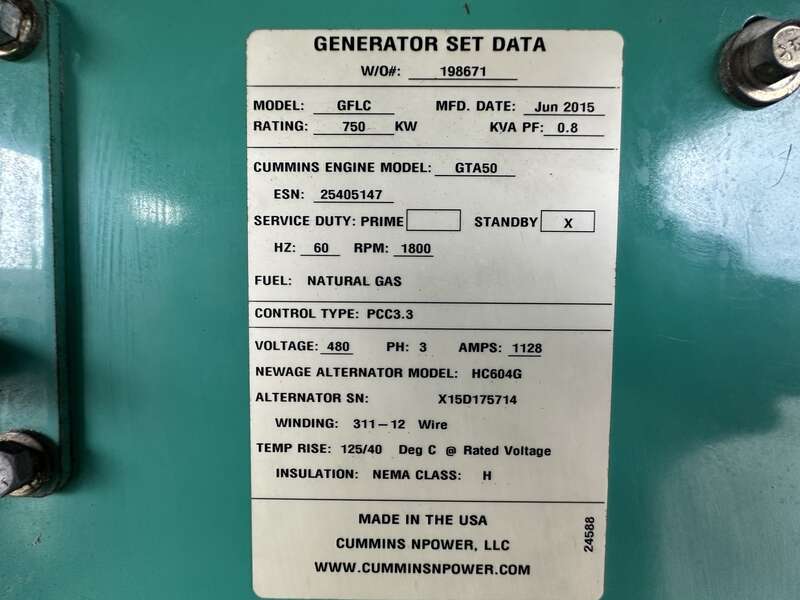 GENERATOR SET DATA
W/O#: 198671
MODEL: GFLC MFD. DATE: Jun 2015
RATING: 750 KW KVA PF: 0.8
CUMMINS ENGINE MODEL: GTA50
ESN: 25405147
SERVICE DUTY: PRIME STANDBY X
HZ: 60 RPM: 1800
FUEL: NATURAL GAS
CONTROL TYPE: PCC3.3
VOLTAGE: 480 PH: 3 AMPS: 1128
NEWAGE ALTERNATOR MODEL: HC604G
ALTERNATOR SN: X15D175714
WINDING: 311-12 Wire
TEMP RISE: 125/40 Deg C @ Rated Voltage
INSULATION: NEMA CLASS: H
MADE IN THE USA
CUMMINS NPOWER, LLC
WWW.CUMMINSNPOWER.COM
24588